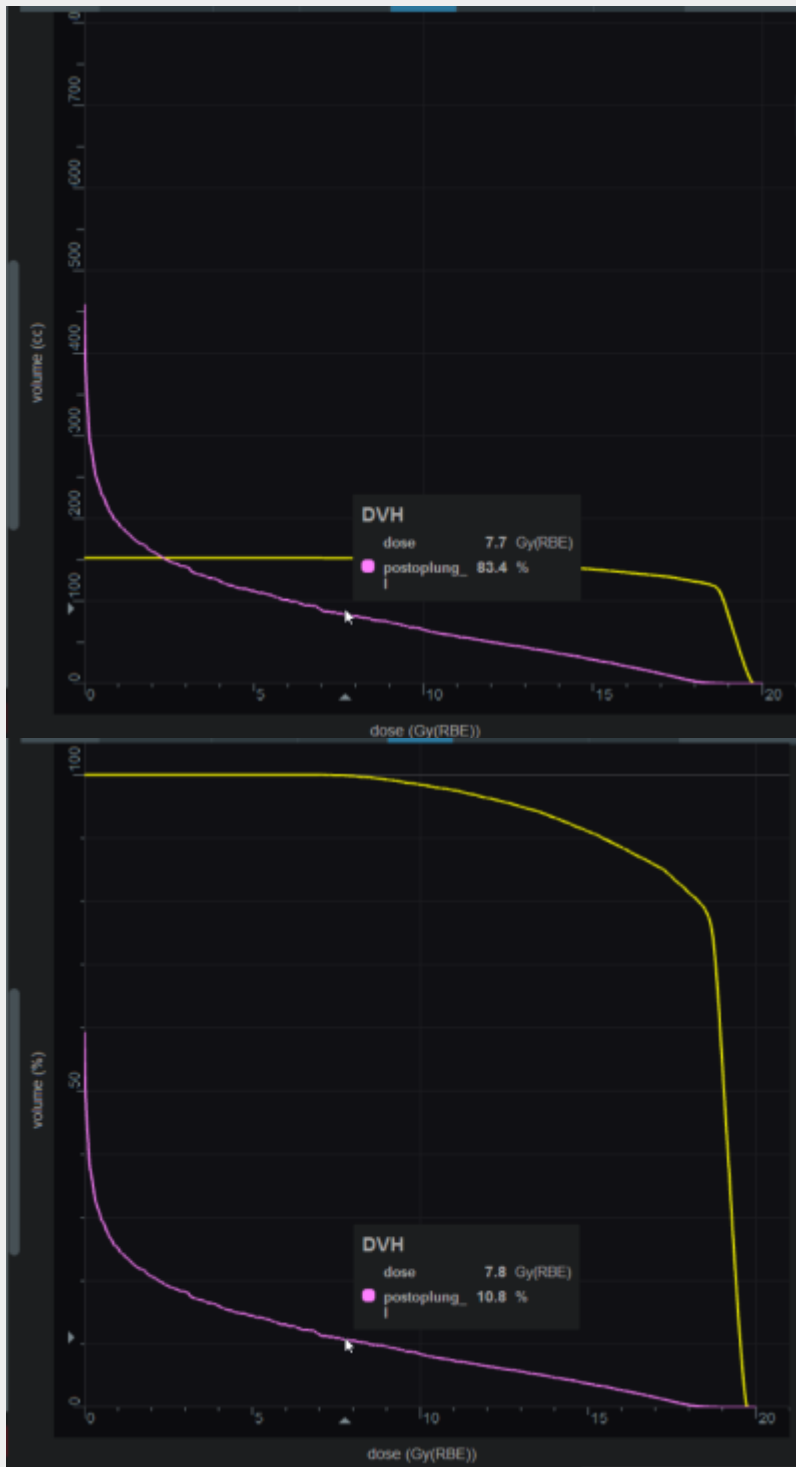 |700
|600
|500
|400
|300
|200
|100
0
volume (cc)
DVH
dose 7.7 Gy(RBE)
postoplung_ 83.4 %
l
0 |5 |10 |15 |20
dose (Gy(RBE))
100
|50
0
volume (%)
DVH
dose 7.8 Gy(RBE)
postoplung_ 10.8 %
l
0 |5 |10 |15 |20
dose (Gy(RBE))